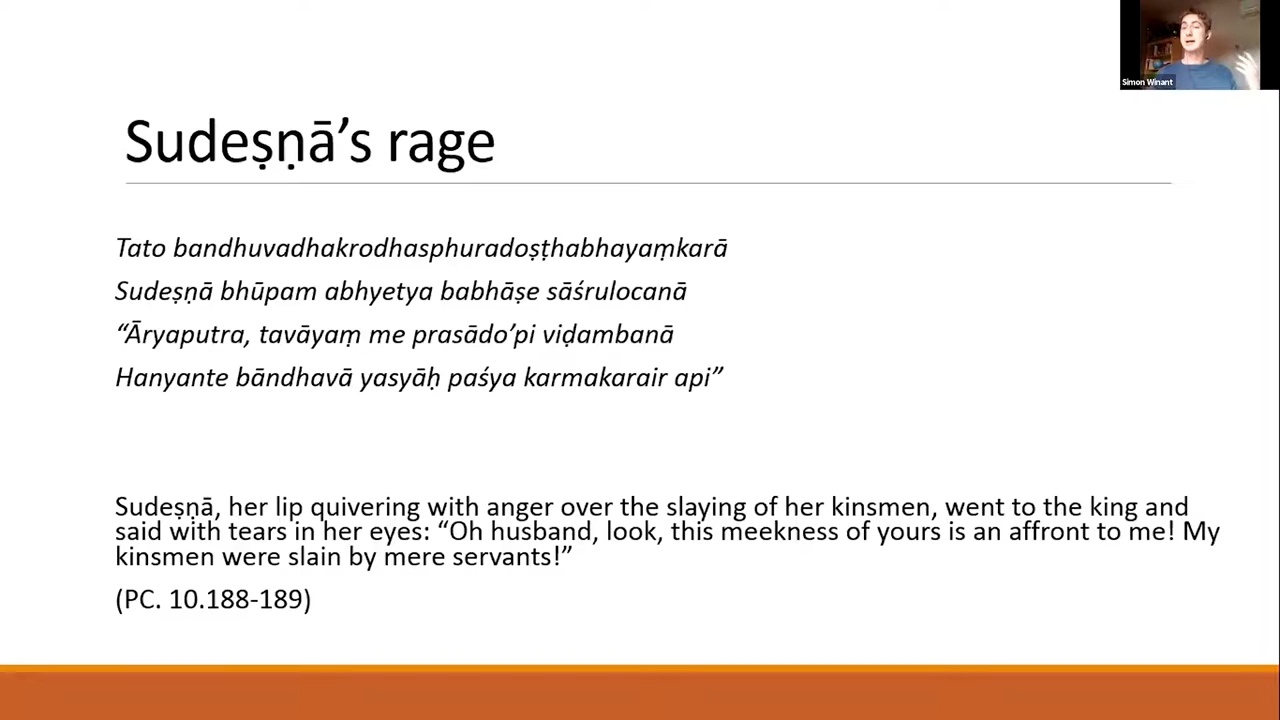 Simon Winant
Sudeṣṇā’s rage
Tato bandhuvadhakrodhasphuradoṣṭhabhayaṃkarā
Sudeṣṇā bhūpam abhyetya babhāṣe sāśrulocanā
“Āryaputra, tavāyaṃ me prasādo’pi viḍambanā
Hanyante bāndhavā yasyāḥ paśya karmakarair api”
Sudeṣṇā, her lip quivering with anger over the slaying of her kinsmen, went to the king and
said with tears in her eyes: “Oh husband, look, this meekness of yours is an affront to me! My
kinsmen were slain by mere servants!”
(PC. 10.188-189)